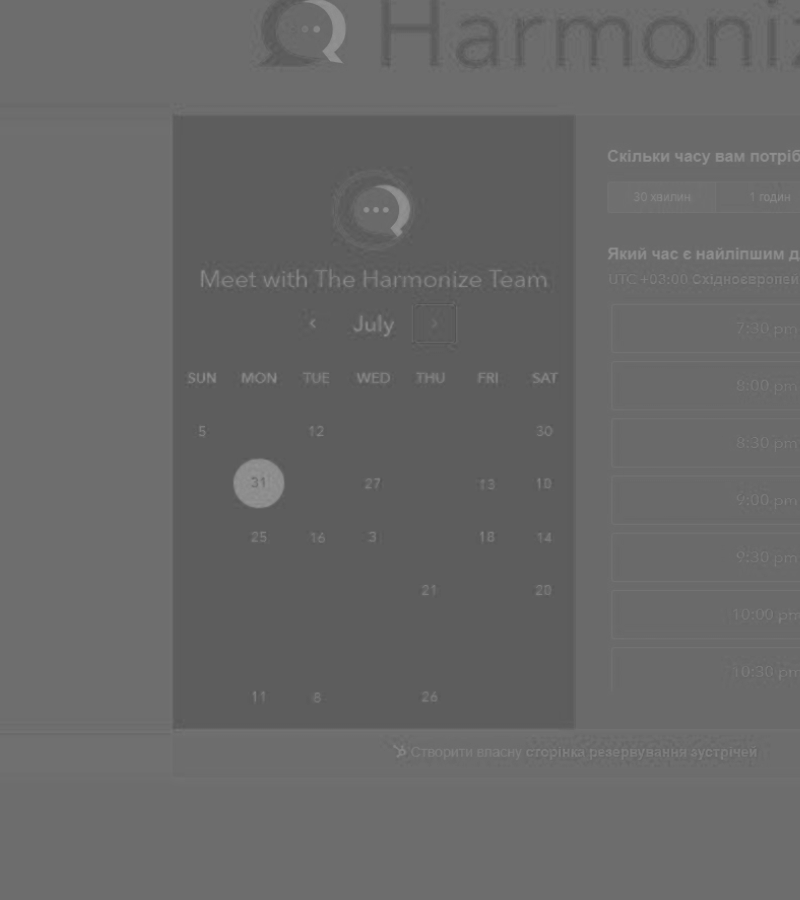 Harmoniz
Meet with The Harmonize Team
July
SUN MON TUE WED THU FRI SAT
5 12 30
31 27 13 10
25 16 3 18 14
21 20
11 8 26
Скільки часу вам потріб
30 хвилин 1 годин
Який час є найліпшим д
UTC +03:00 Східноєвропей
7:30 pm
8:00 pm
8:30 pm
9:00 pm
9:30 pm
10:00 pm
10:30 pm
Створити власну сторінка резервування зустрічей